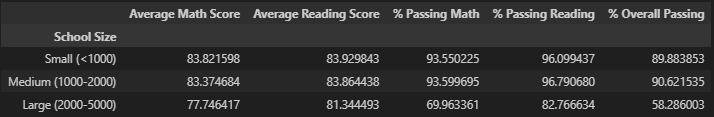 Average Math Score Average Reading Score % Passing Math % Passing Reading % Overall Passing
School Size
Small (<1000) 83.821598 83.929843 93.550225 96.099437 89.883853
Medium (1000-2000) 83.374684 83.864438 93.599695 96.790680 90.621535
Large (2000-5000) 77.746417 81.344493 69.963361 82.766634 58.286003